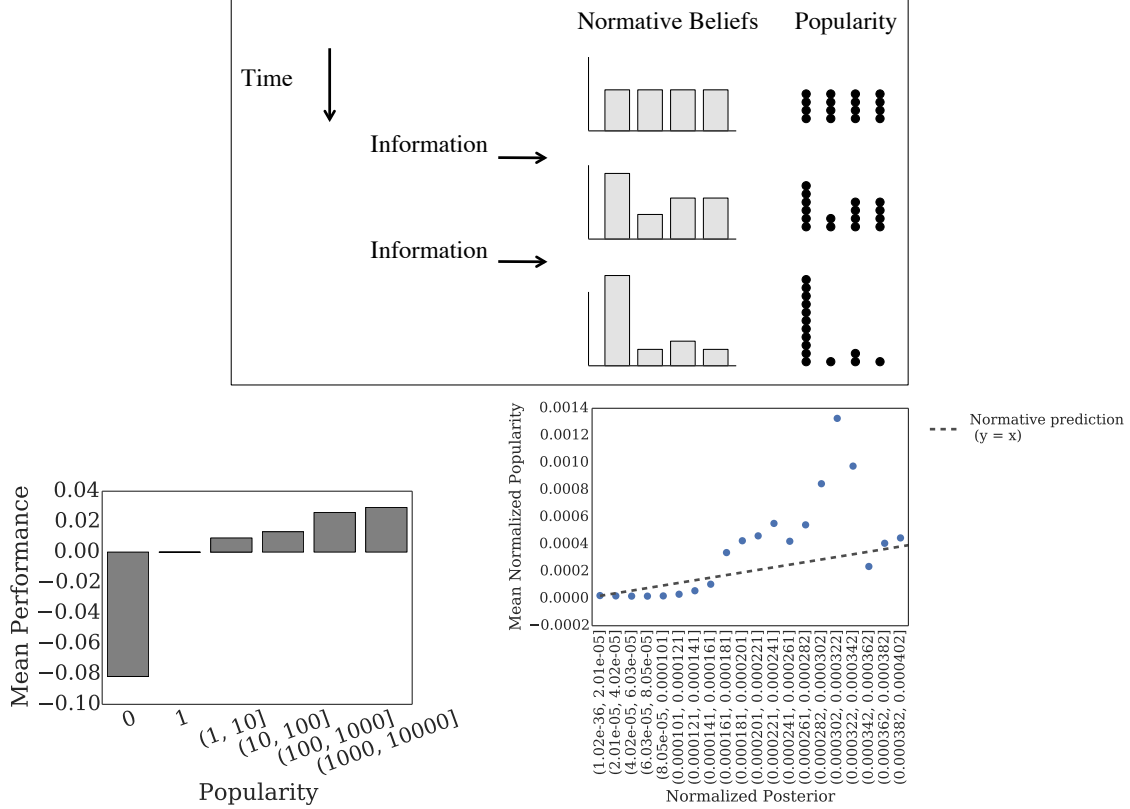 Normative Beliefs Popularity
Time
Information
Information
0.04
0.02
0.00
−0.02
−0.04
−0.06
−0.08
−0.10
Mean Performance
0
1
(1, 10]
(10, 100]
(100, 1000]
(1000, 10000]
Popularity
0.0014
0.0012
0.0010
0.0008
0.0006
0.0004
0.0002
0.0000
−0.0002
Mean Normalized Popularity
(1.02e-36, 2.01e-05]
(2.01e-05, 4.02e-05]
(4.02e-05, 6.03e-05]
(6.03e-05, 8.05e-05]
(8.05e-05, 0.000101]
(0.000101, 0.000121]
(0.000121, 0.000141]
(0.000141, 0.000161]
(0.000161, 0.000181]
(0.000181, 0.000201]
(0.000201, 0.000221]
(0.000221, 0.000241]
(0.000241, 0.000261]
(0.000261, 0.000282]
(0.000282, 0.000302]
(0.000302, 0.000322]
(0.000322, 0.000342]
(0.000342, 0.000362]
(0.000362, 0.000382]
(0.000382, 0.000402]
Normalized Posterior
Normative prediction
(y = x)